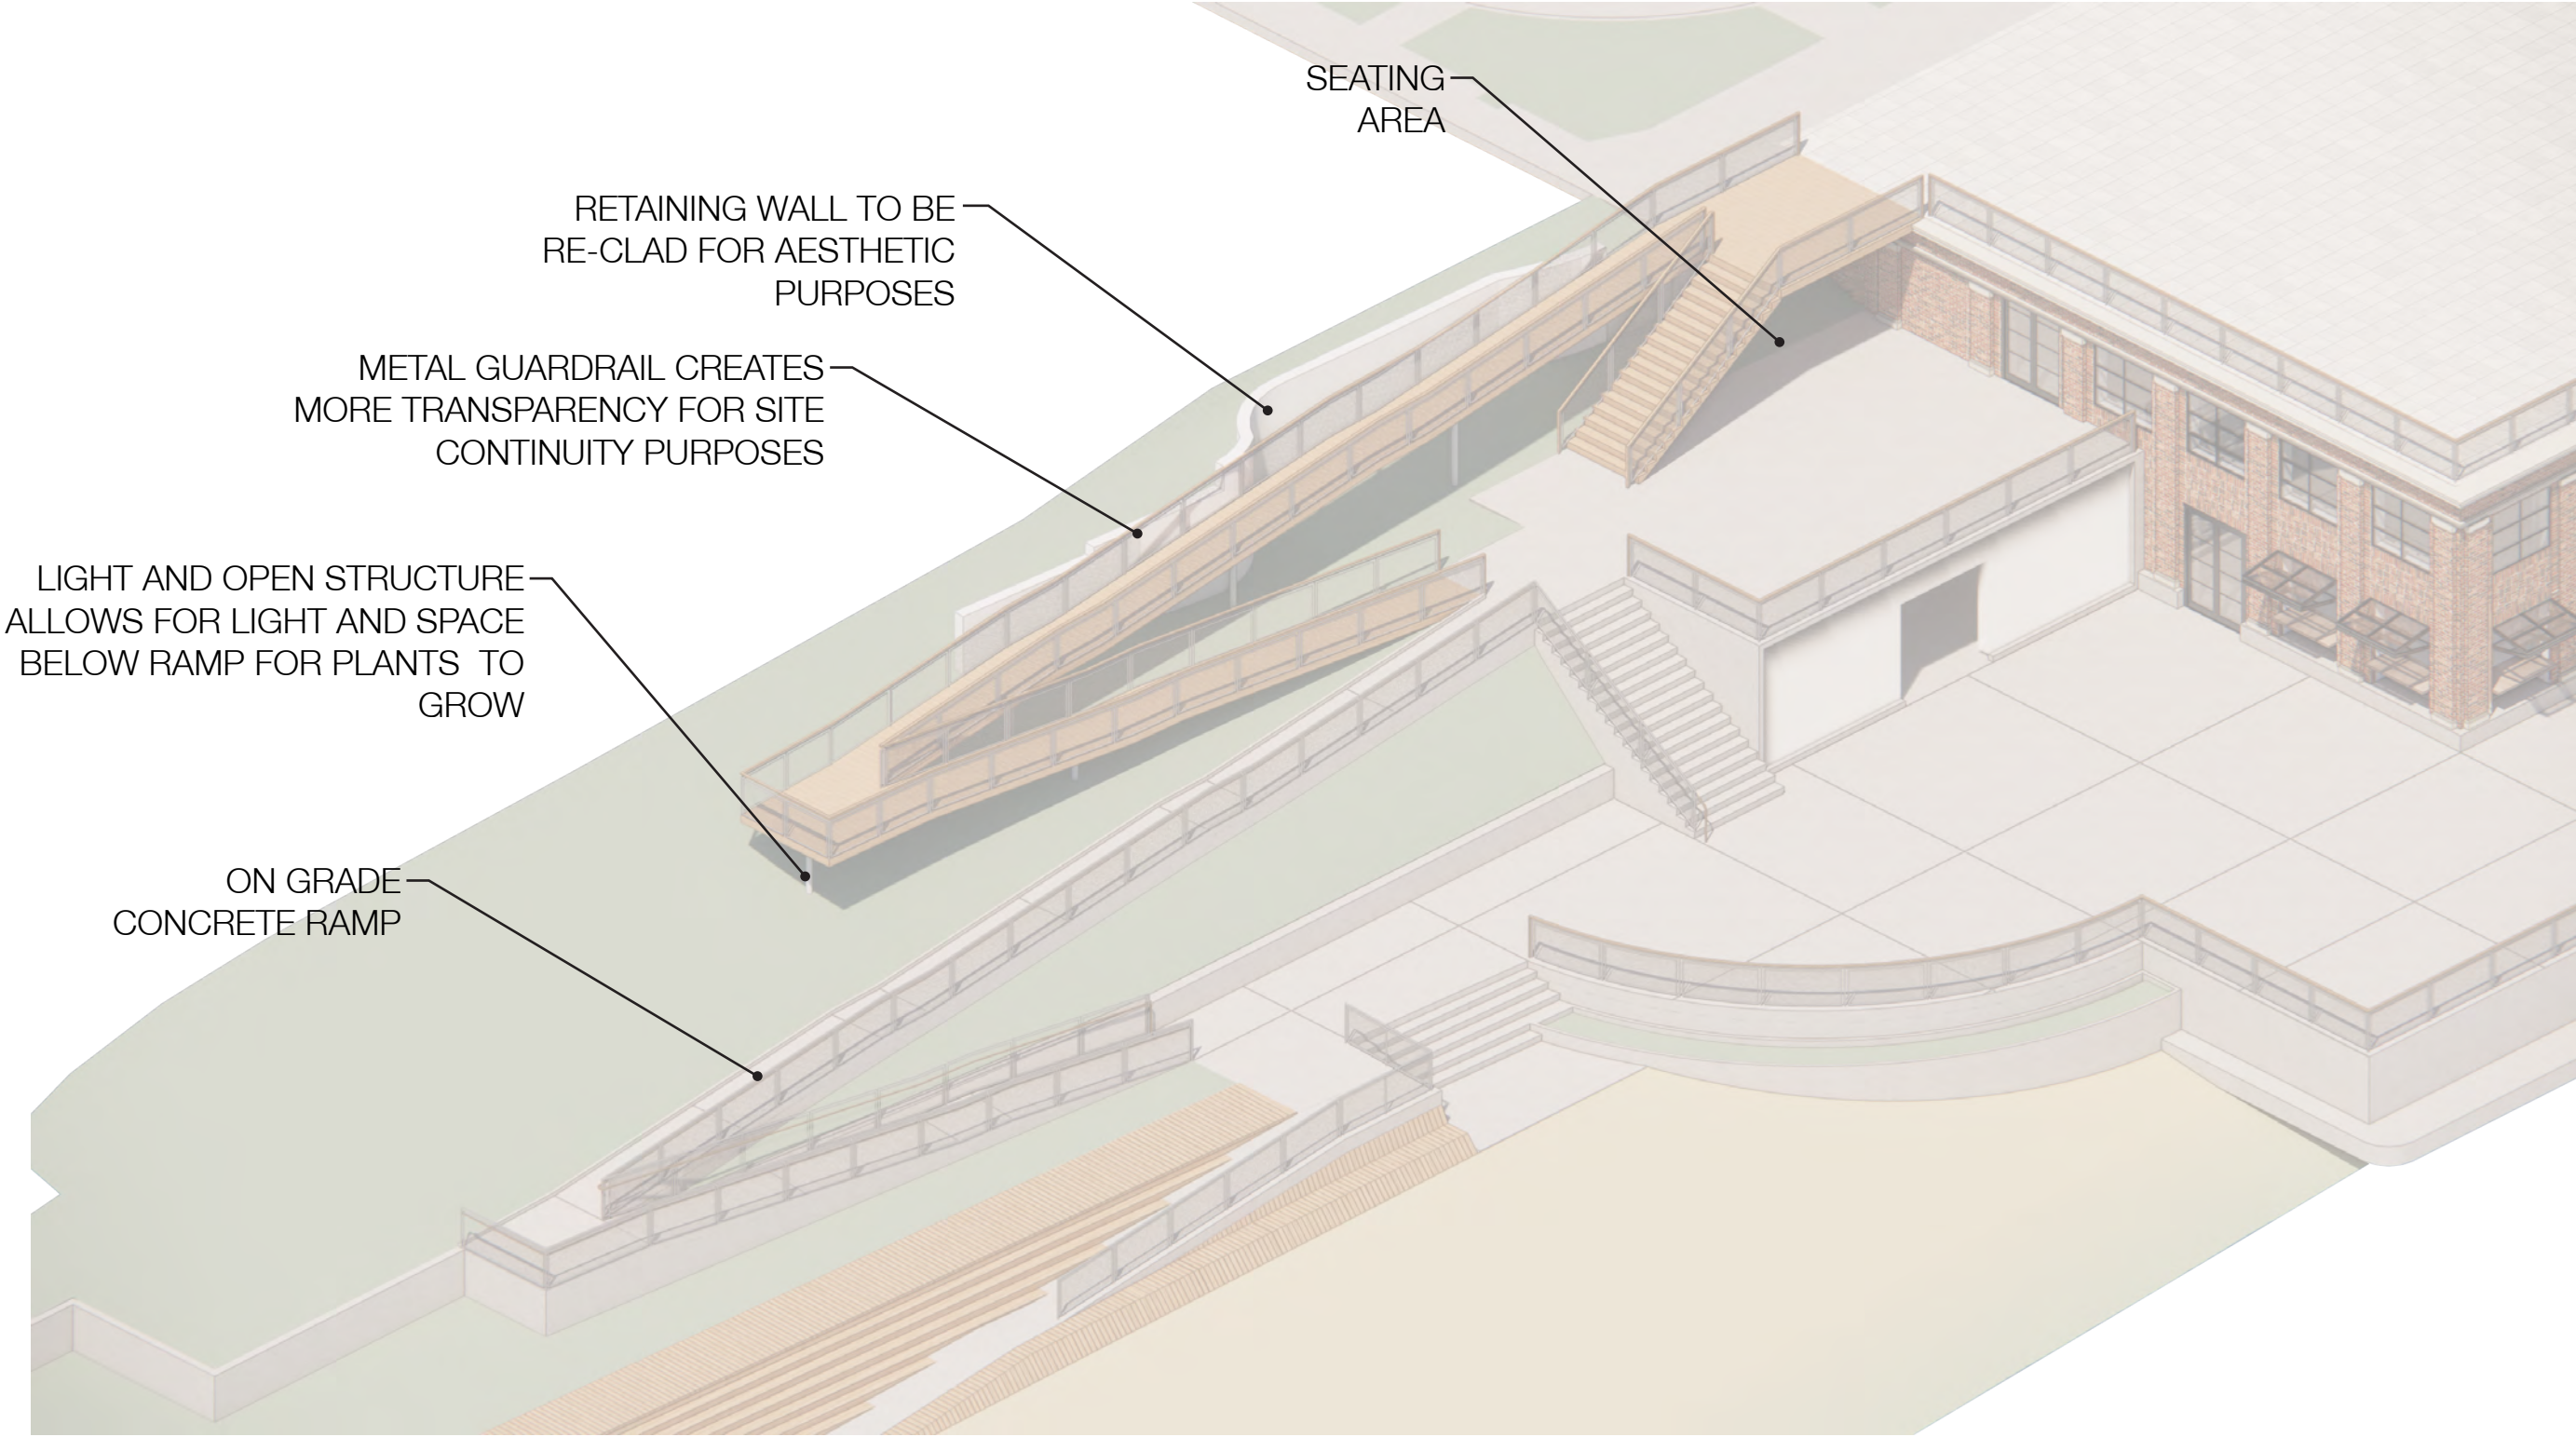 SEATING
AREA
RETAINING WALL TO BE
RE-CLAD FOR AESTHETIC
PURPOSES
METAL GUARDRAIL CREATES
MORE TRANSPARENCY FOR SITE
CONTINUITY PURPOSES
LIGHT AND OPEN STRUCTURE
ALLOWS FOR LIGHT AND SPACE
BELOW RAMP FOR PLANTS  TO
GROW
ON GRADE
CONCRETE RAMP